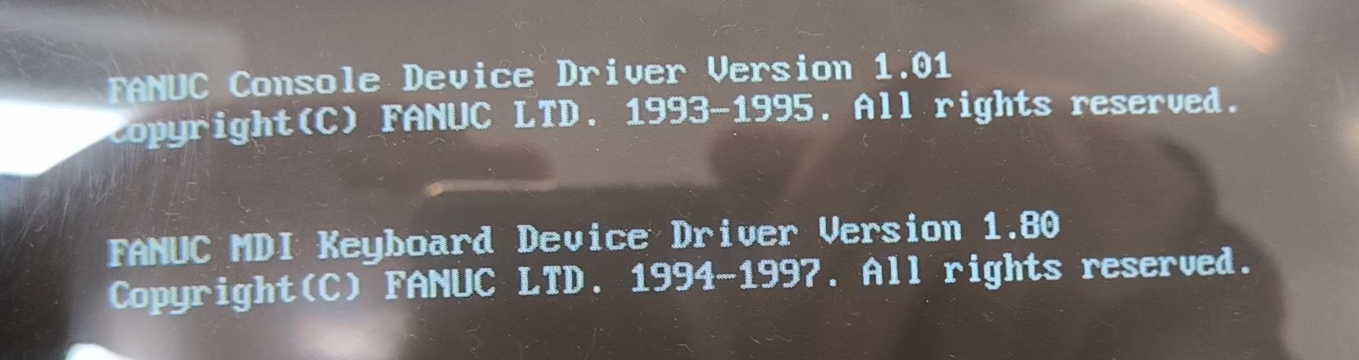 FANUC Console Device Driver Version 1.01
Copyright(C) FANUC LTD. 1993-1995. All rights reserved.
FANUC MDI Keyboard Device Driver Version 1.80
Copyright(C) FANUC LTD. 1994-1997. All rights reserved.